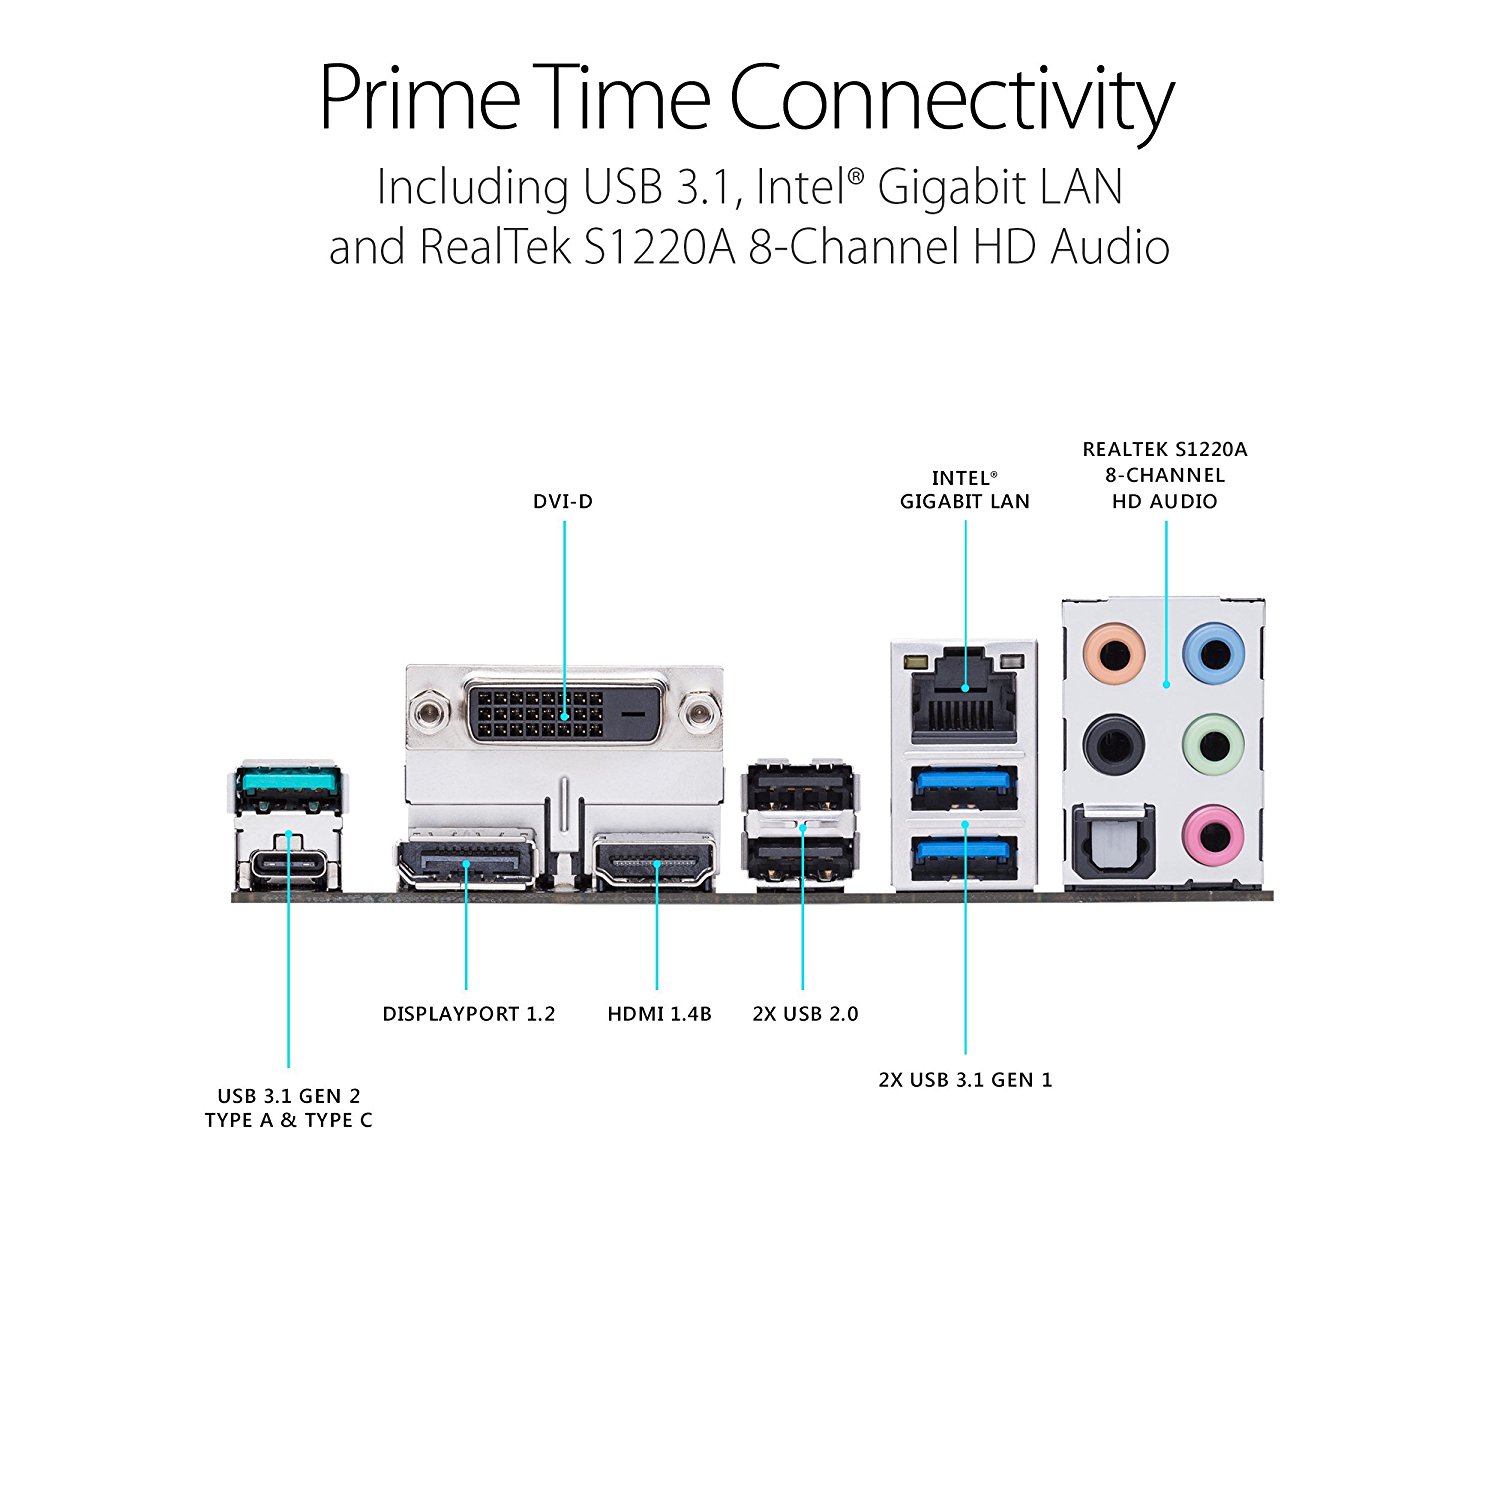 Prime Time Connectivity
Including USB 3.1, Intel® Gigabit LAN
and RealTek S1220A 8-Channel HD Audio
REALTEK S1220A
8-CHANNEL
HD AUDIO
INTEL®
GIGABIT LAN
DVI-D
DISPLAYPORT 1.2
HDMI 1.4B
2X USB 2.0
2X USB 3.1 GEN 1
USB 3.1 GEN 2
TYPE A & TYPE C